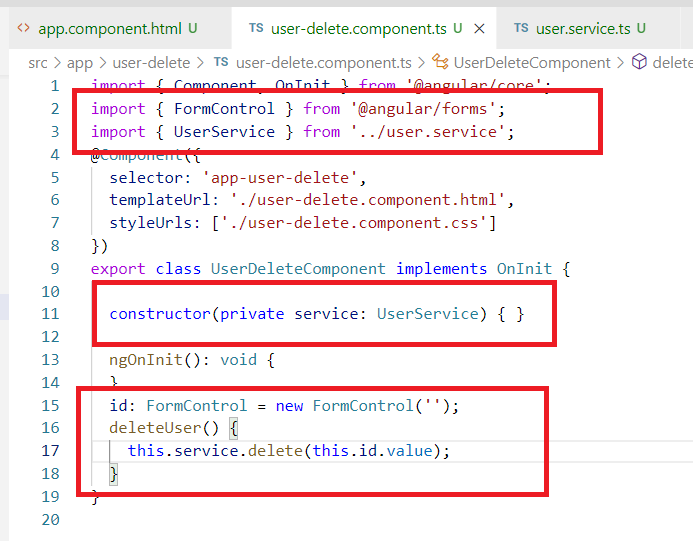 <> app.component.html U
TS user-delete.component.ts U ×
TS user.service.ts U
src > app > user-delete > TS user-delete.component.ts > UserDeleteComponent > delete
1 import { Component, OnInit } from '@angular/core';
2 import { FormControl } from '@angular/forms';
3 import { UserService } from '../user.service';
4 @Component({
5 selector: 'app-user-delete',
6 templateUrl: './user-delete.component.html',
7 styleUrls: ['./user-delete.component.css']
8 })
9 export class UserDeleteComponent implements OnInit {
10
11 constructor(private service: UserService) { }
12
13 ngOnInit(): void {
14 }
15 id: FormControl = new FormControl('');
16 deleteUser() {
17 this.service.delete(this.id.value);
18 }
19 }
20